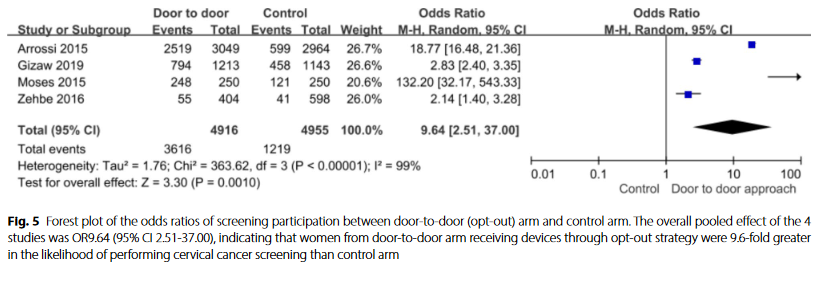 Door to door Control Odds Ratio Odds Ratio
Study or Subgroup Events Total Events Total Weight M-H, Random, 95% CI M-H, Random, 95% CI
Arrossi 2015 2519 3049 599 2964 26.7% 18.77 [16.48, 21.36]
Gizaw 2019 794 1213 458 1143 26.6% 2.83 [2.40, 3.35]
Moses 2015 248 250 121 250 20.6% 132.20 [32.17, 543.33]
Zehbe 2016 55 404 41 598 26.0% 2.14 [1.40, 3.28]
Total (95% CI) 4916 4955 100.0% 9.64 [2.51, 37.00]
Total events 3616 1219
Heterogeneity: Tau² = 1.76; Chi² = 363.62, df = 3 (P < 0.00001); I² = 99%
Test for overall effect: Z = 3.30 (P = 0.0010)
0.01 0.1 1 10 100
Control Door to door approach
Fig. 5 Forest plot of the odds ratios of screening participation between door-to-door (opt-out) arm and control arm. The overall pooled effect of the 4
studies was OR9.64 (95% CI 2.51-37.00), indicating that women from door-to-door arm receiving devices through opt-out strategy were 9.6-fold greater
in the likelihood of performing cervical cancer screening than control arm